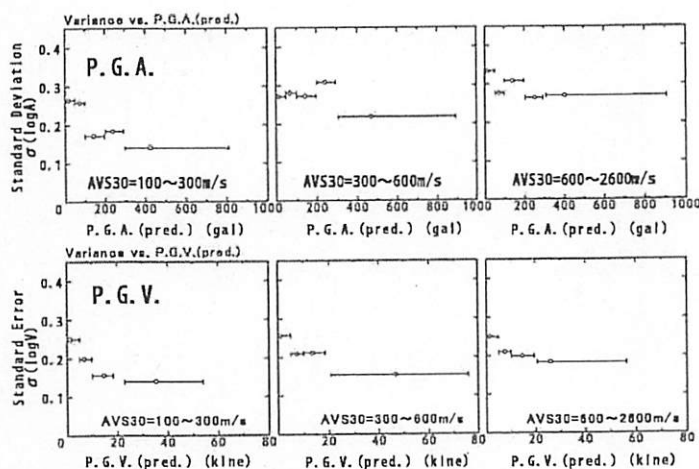 Variance vs. P.G.A.(pred.)
Standard Deviation
σ(logA)
0.4
0.3
0.2
0.1
P.G.A.
AVS30=100~300m/s
AVS30=300~600m/s
AVS30=600~2600m/s
0 200 400 600 800 1000
200 400 600 800 1000
200 400 600 800 1000
P.G.A.(pred.) (gal)
P.G.A.(pred.) (gal)
P.G.A.(pred.) (gal)
Variance vs. P.G.V.(pred.)
Standard Error
σ(logV)
0.4
0.3
0.2
0.1
P.G.V.
AVS30=100~300m/s
AVS30=300~600m/s
AVS30=600~2600m/s
0 20 40 60 80
20 40 60 80
20 40 60 80
P.G.V.(pred.) (kine)
P.G.V.(pred.) (kine)
P.G.V.(pred.) (kine)